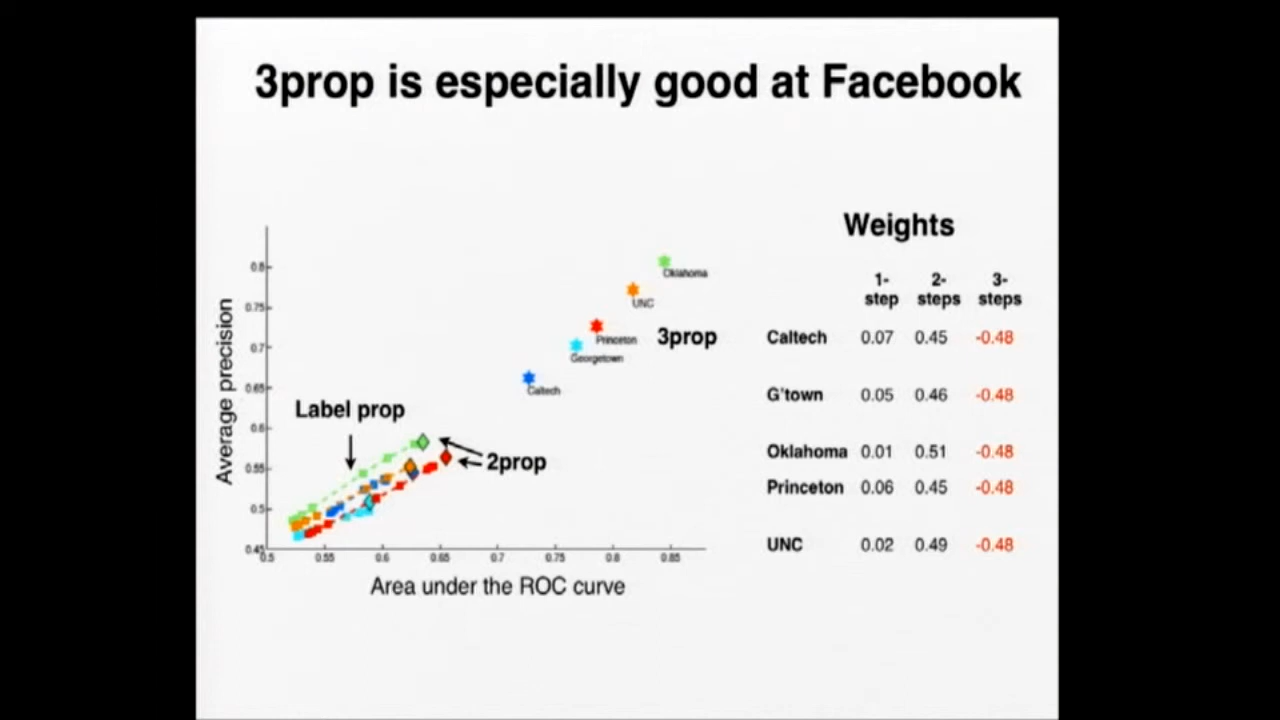 3prop is especially good at Facebook
Weights
1-step 2-steps 3-steps
Caltech 0.07 0.45 -0.48
G'town 0.05 0.46 -0.48
Oklahoma 0.01 0.51 -0.48
Princeton 0.06 0.45 -0.48
UNC 0.02 0.49 -0.48
Average precision
0.8
0.75
0.7
0.65
0.6
0.55
0.5
0.45
Oklahoma
UNC
Princeton
3prop
Georgetown
Caltech
Label prop
2prop
0.5 0.55 0.6 0.65 0.7 0.75 0.8 0.85
Area under the ROC curve